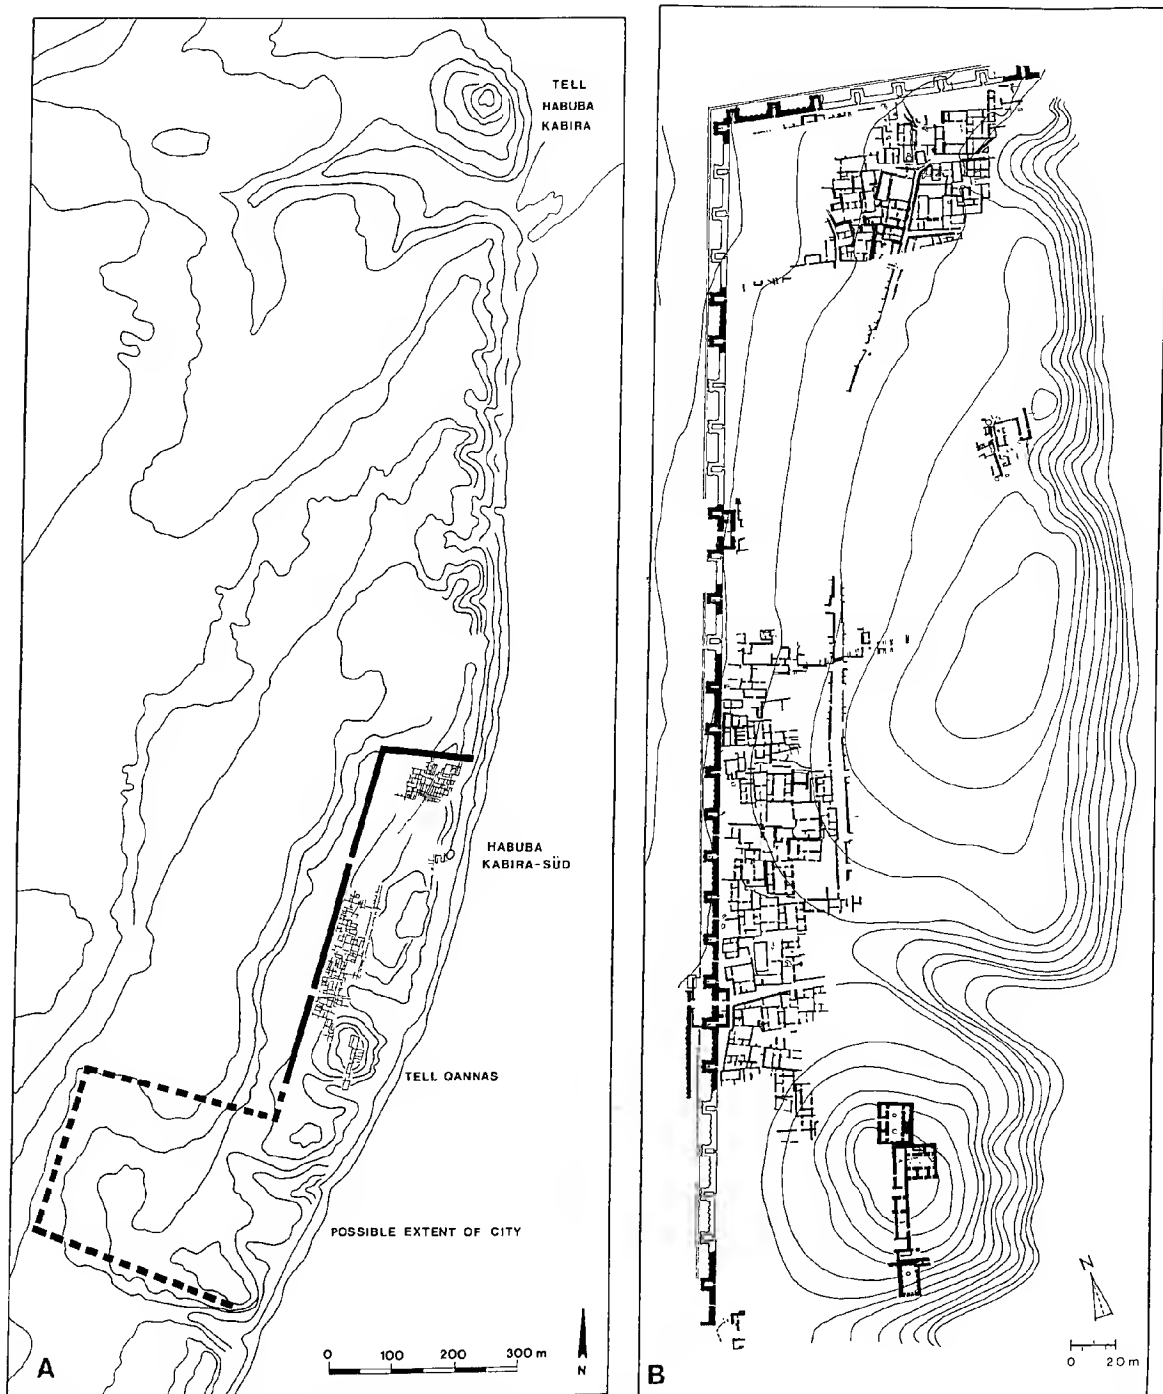 TELL
HABUBA
KABIRA
HABUBA
KABIRA-SÜD
TELL QANNAS
POSSIBLE EXTENT OF CITY
A
0 100 200 300 m
N
N
B
0 20 m